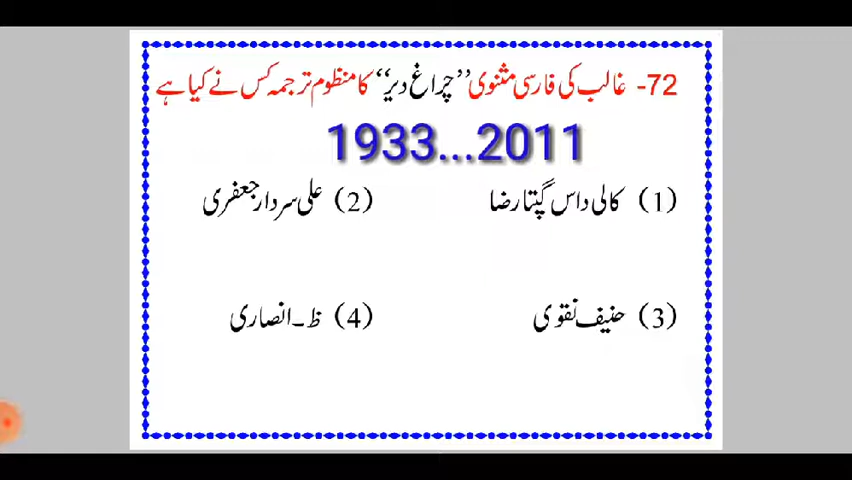 72- غالب کی فارسی مثنوی ”چراغ دیر“ کا منظوم ترجمہ کس نے کیا ہے
1933...2011
(1) کالی داس گپتا رضا (2) علی سردار جعفری
(3) حنیف نقوی (4) ظ۔انصاری